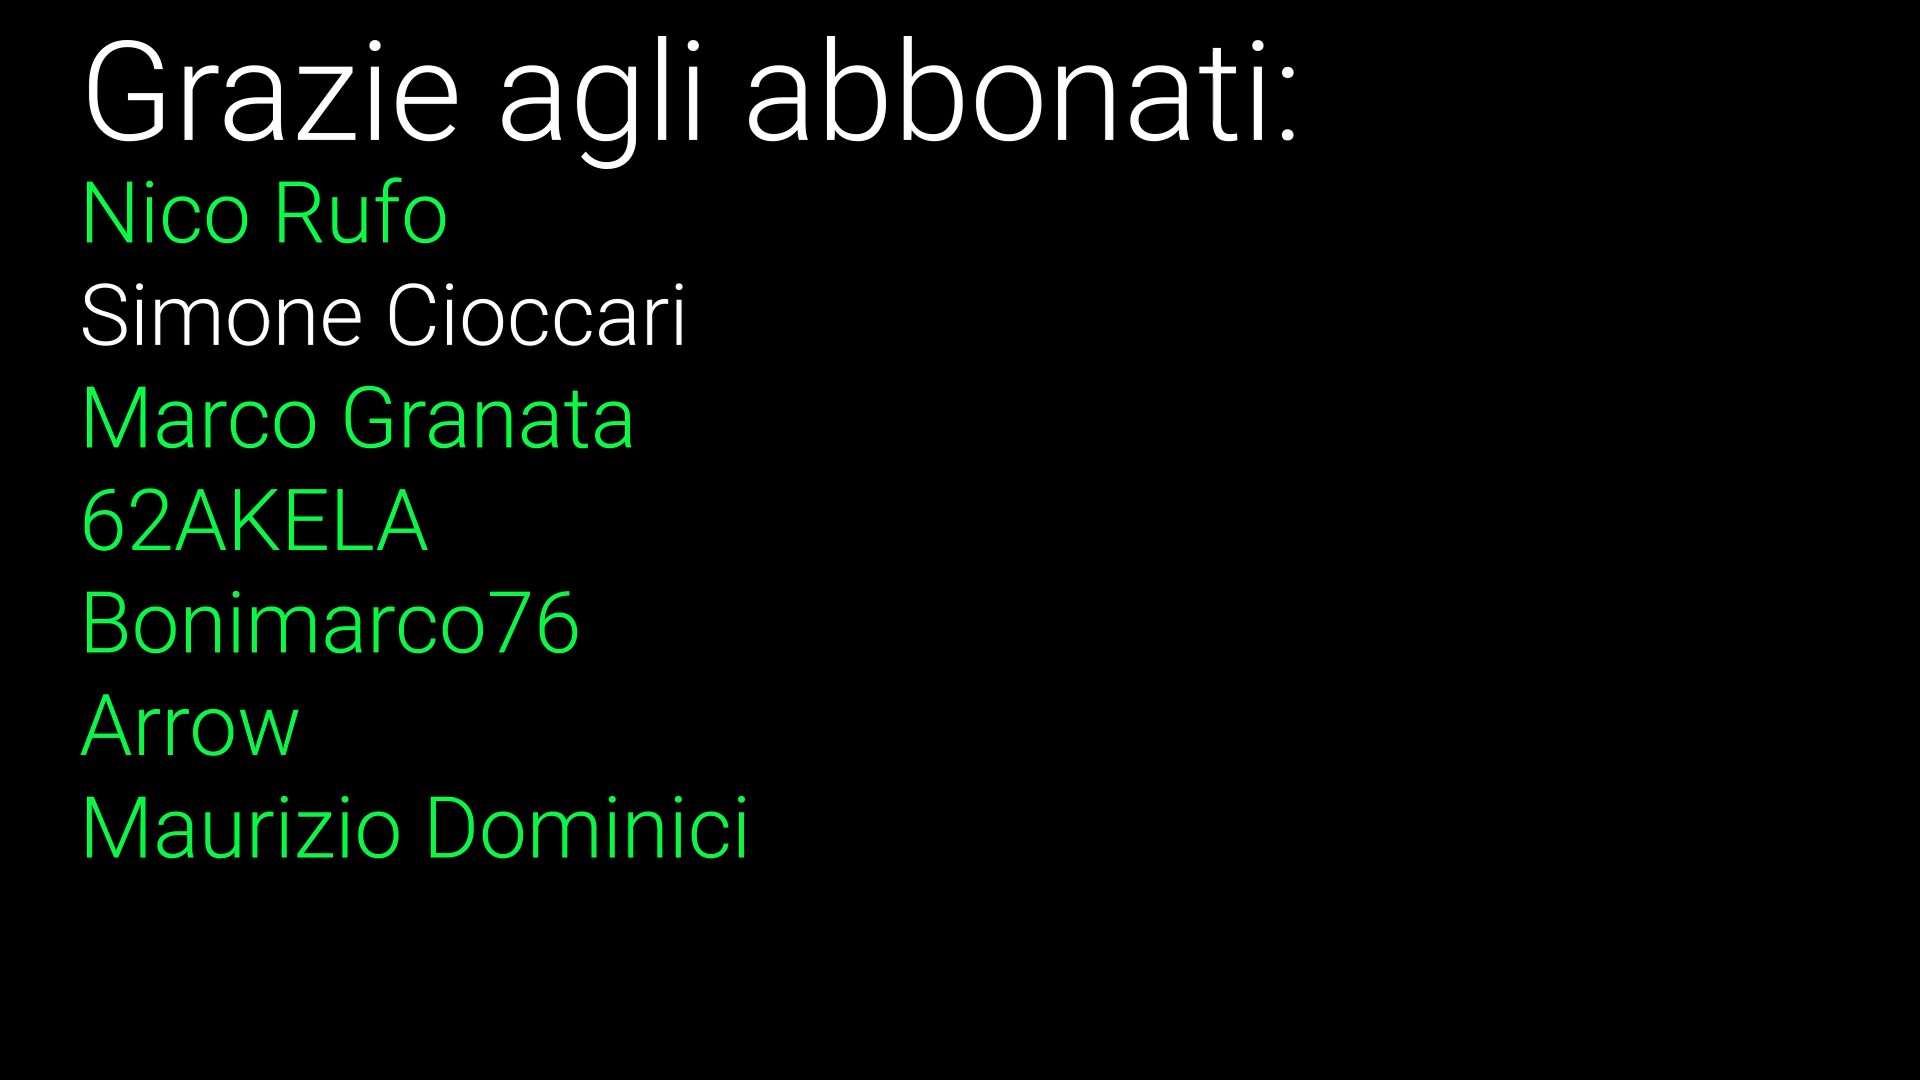 Grazie agli abbonati:
Nico Rufo
Simone Cioccari
Marco Granata
62AKELA
Bonimarco76
Arrow
Maurizio Dominici